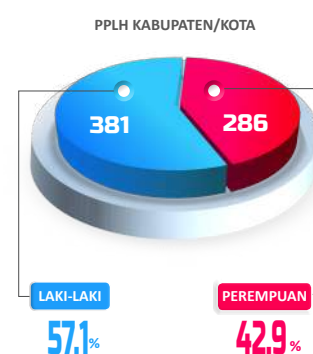 PPLH KABUPATEN/KOTA
381 286
LAKI-LAKI PEREMPUAN
57.1% 42.9%